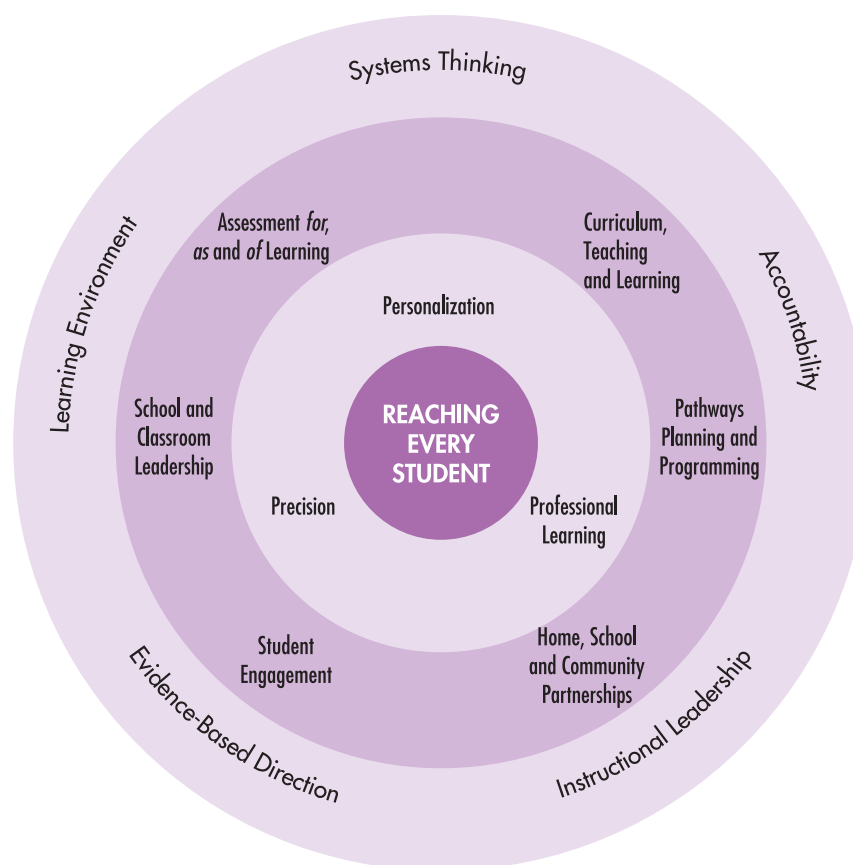 Systems Thinking
Assessment for,
as and of Learning
Curriculum,
Teaching
and Learning
Learning Environment
Accountability
Personalization
School and
Classroom
Leadership
REACHING
EVERY
STUDENT
Pathways
Planning and
Programming
Precision
Professional
Learning
Student
Engagement
Home, School
and Community
Partnerships
Evidence-Based Direction
Instructional Leadership